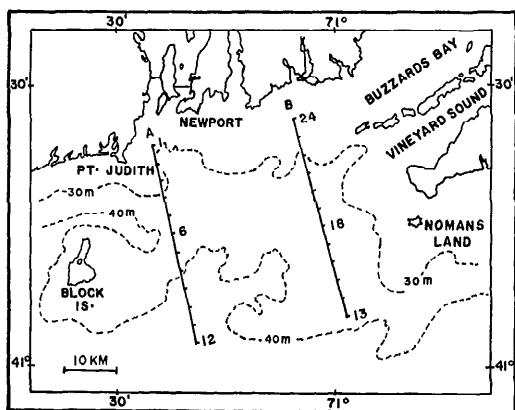 30'
71°
30'
30'
BUZZARDS BAY
VINEYARD SOUND
B
24
NEWPORT
A
PT. JUDITH
30m
40m
6
18
NOMANS
LAND
30m
BLOCK
IS.
12
40m
13
10 KM
41°
41°
30'
71°